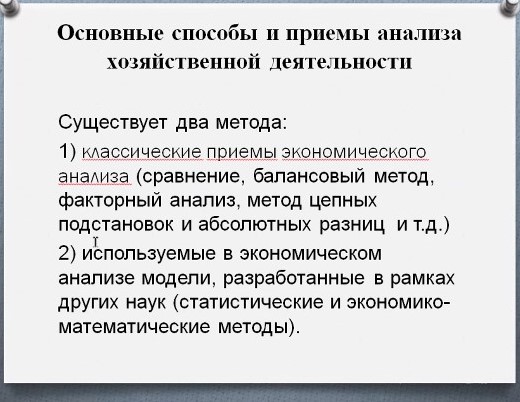 Основные способы и приемы анализа
хозяйственной деятельности
Существует два метода:
1) классические приемы экономического
анализа (сравнение, балансовый метод,
факторный анализ, метод цепных
подстановок и абсолютных разниц и т.д.)
2) используемые в экономическом
анализе модели, разработанные в рамках
других наук (статистические и экономико-
математические методы).